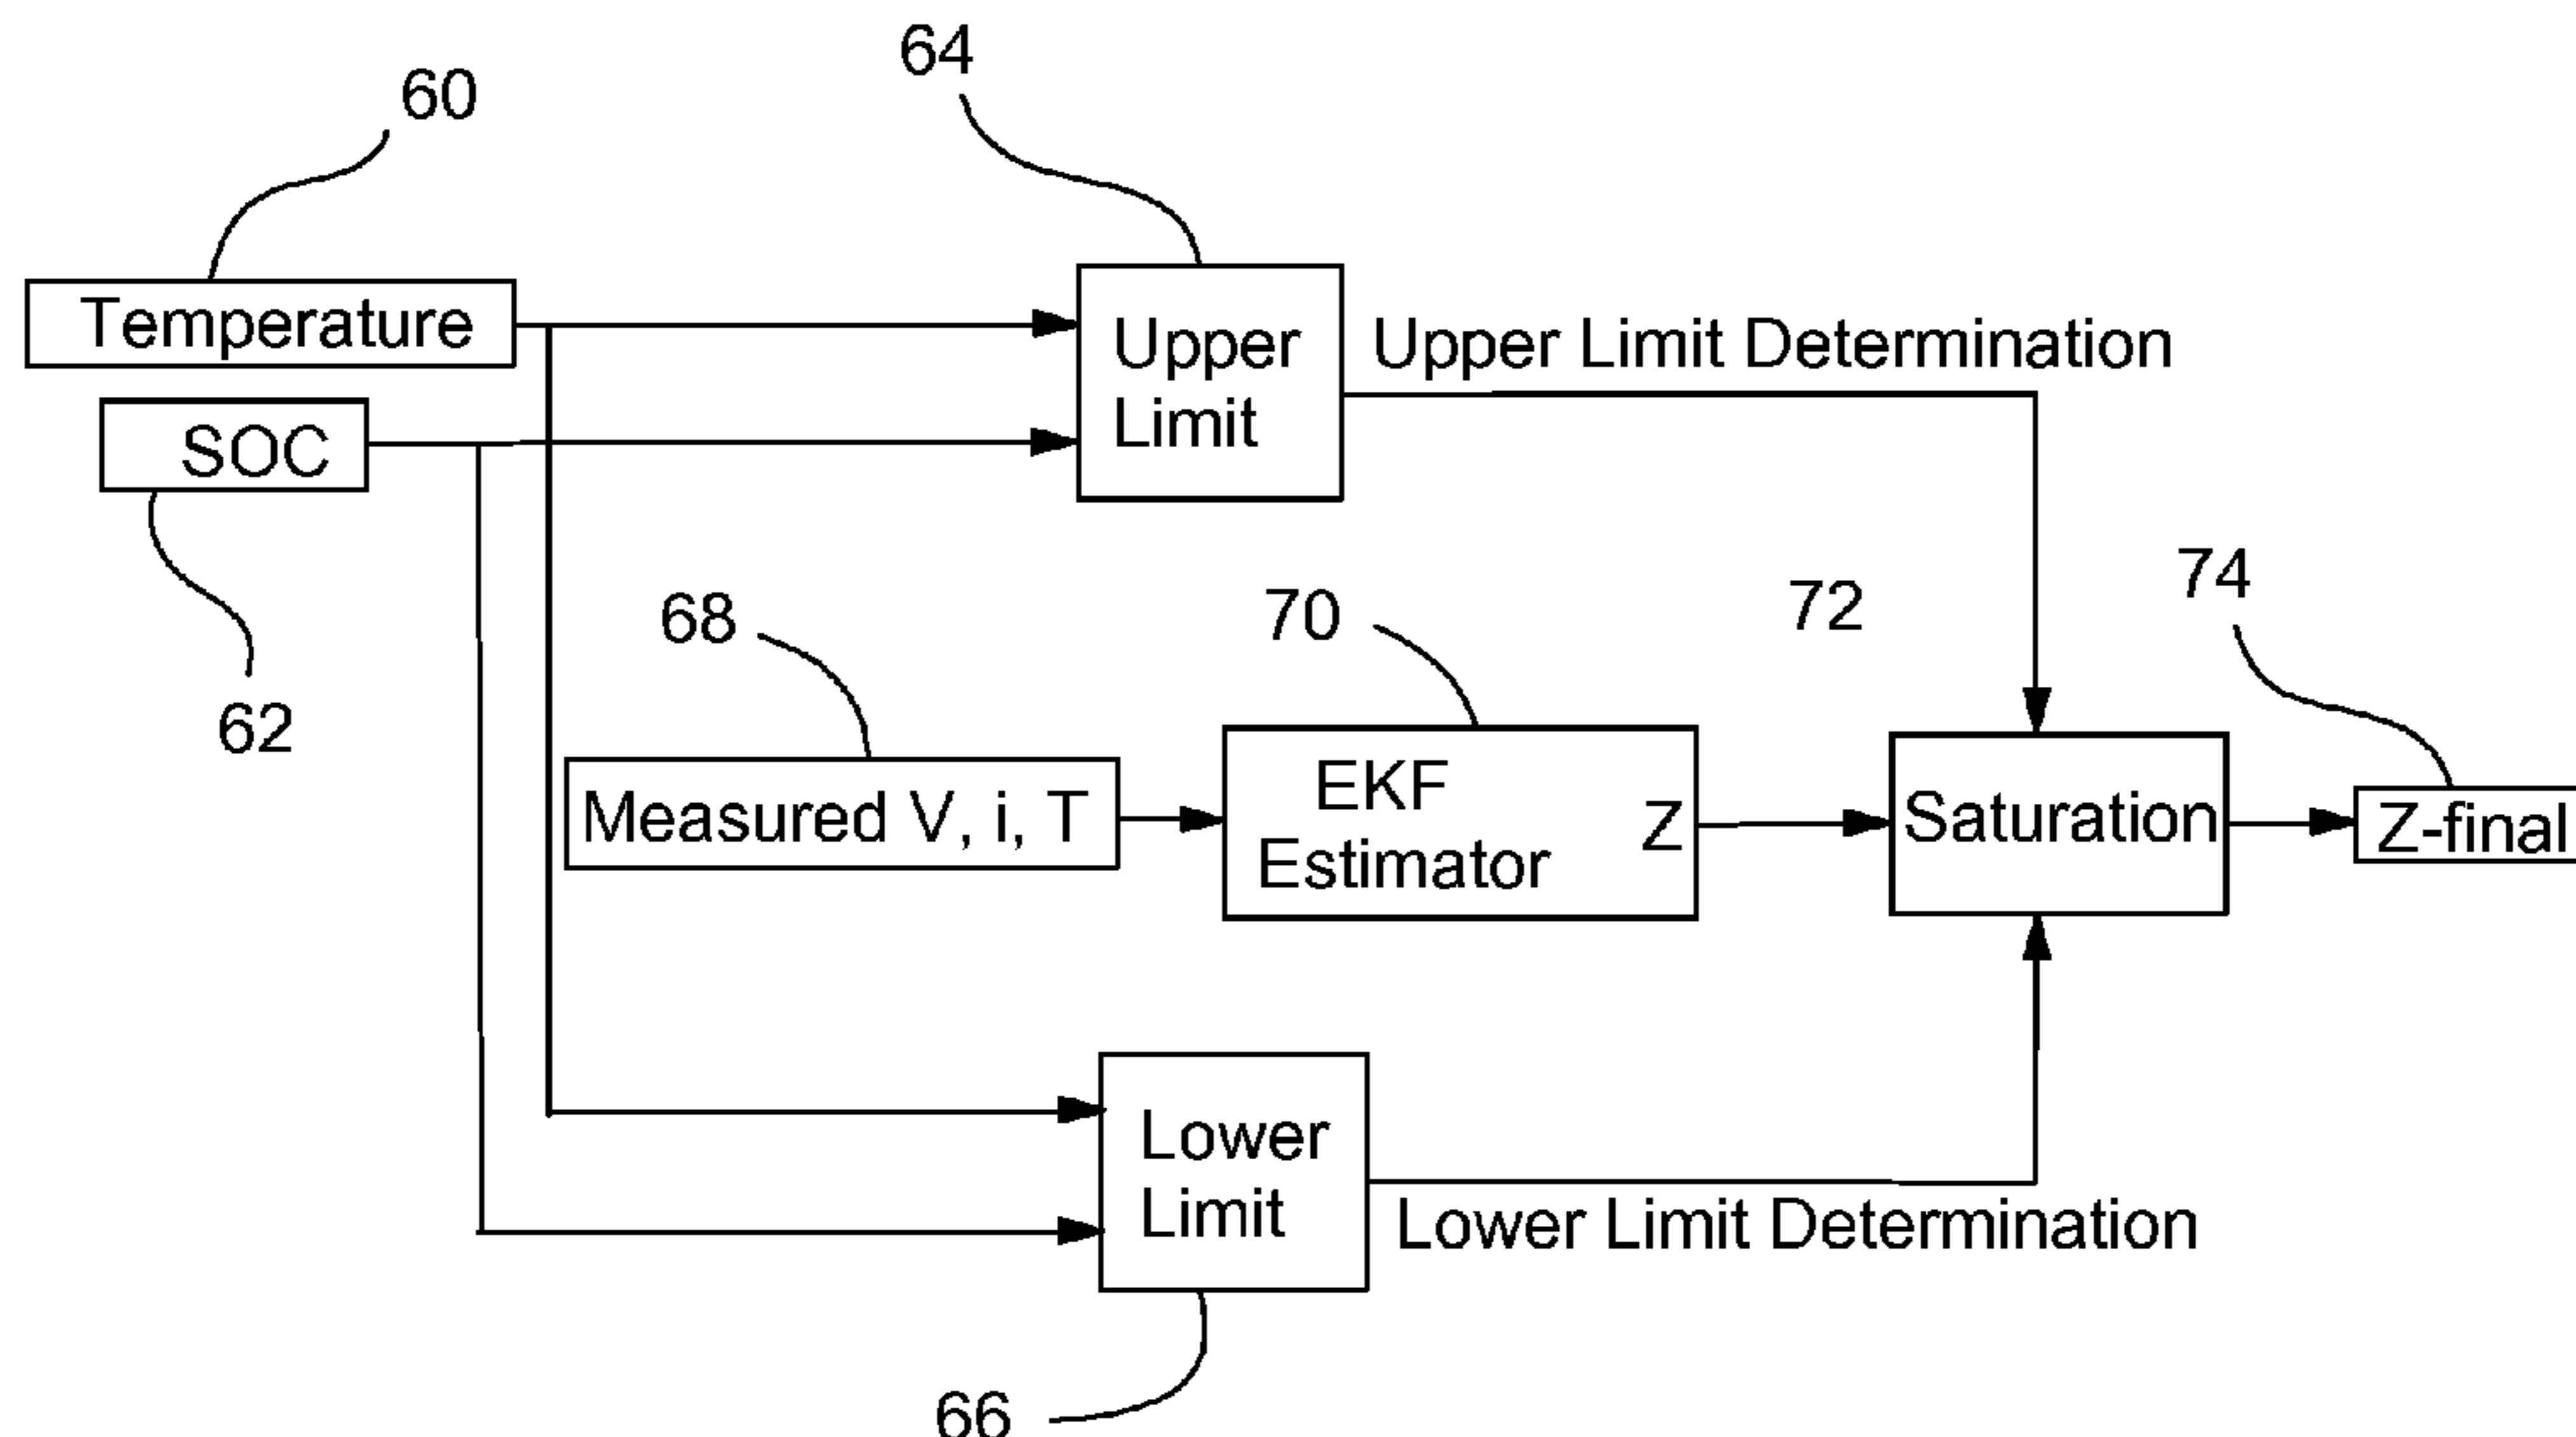 64
60
Temperature
Upper
Limit
Upper Limit Determination
SOC
62
68
70
72
74
Measured V, i, T
EKF
Estimator
Z
Saturation
Z-final
Lower
Limit
Lower Limit Determination
66